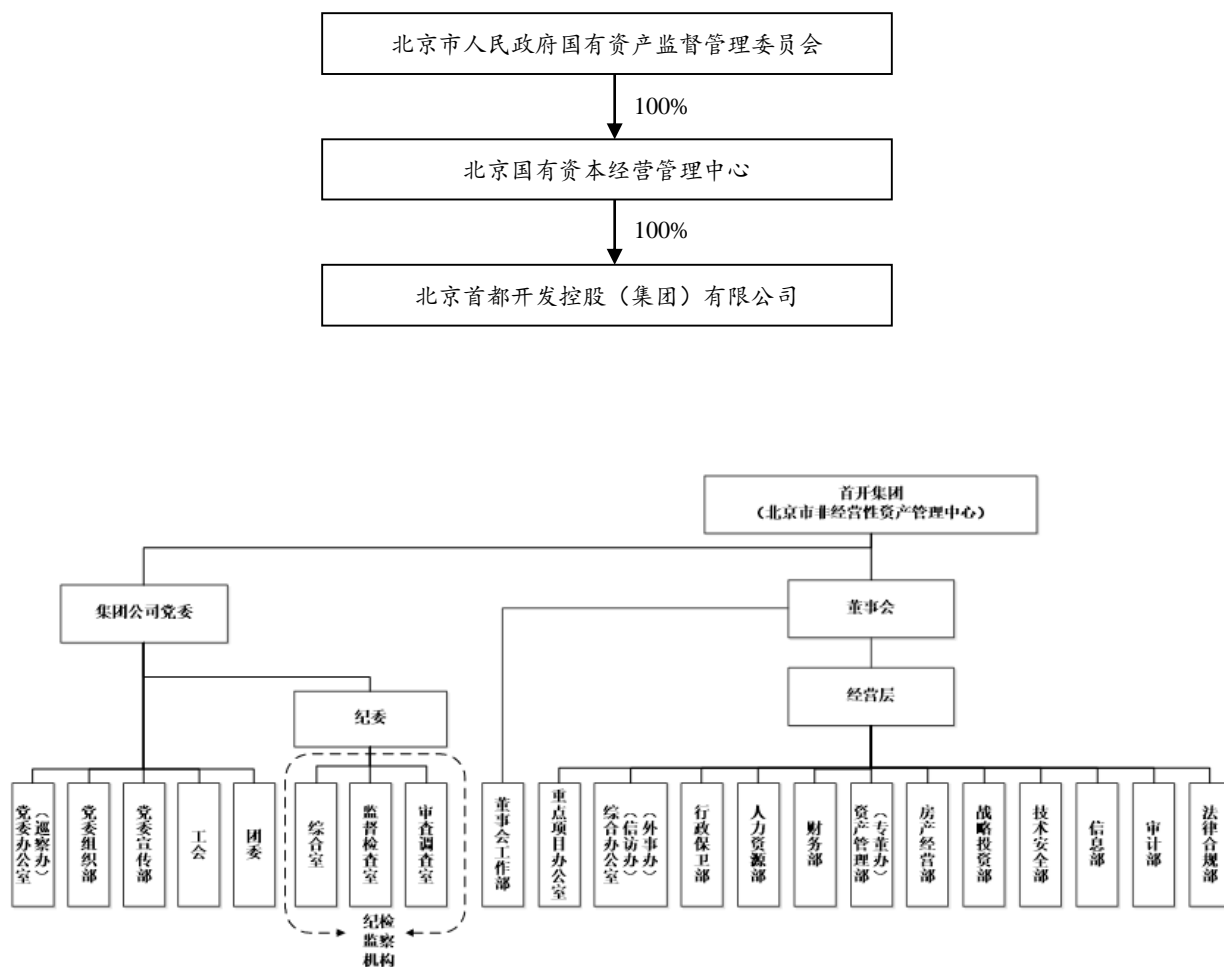 北京市人民政府国有资产监督管理委员会
100%
北京国有资本经营管理中心
100%
北京首都开发控股（集团）有限公司
首开集团
（北京市非经营性资产管理中心）
集团公司党委
董事会
经营层
纪委
党委办公室
（巡察办）
党委组织部
党委宣传部
工会
团委
综合室
监督检查室
审查调查室
董事会工作部
重点项目办公室
综合办公室
（信访办）
（外事办）
行政保卫部
人力资源部
财务部
资产管理部
（专董办）
房产经营部
战略投资部
技术安全部
信息部
审计部
法律合规部
纪检
监察
机构